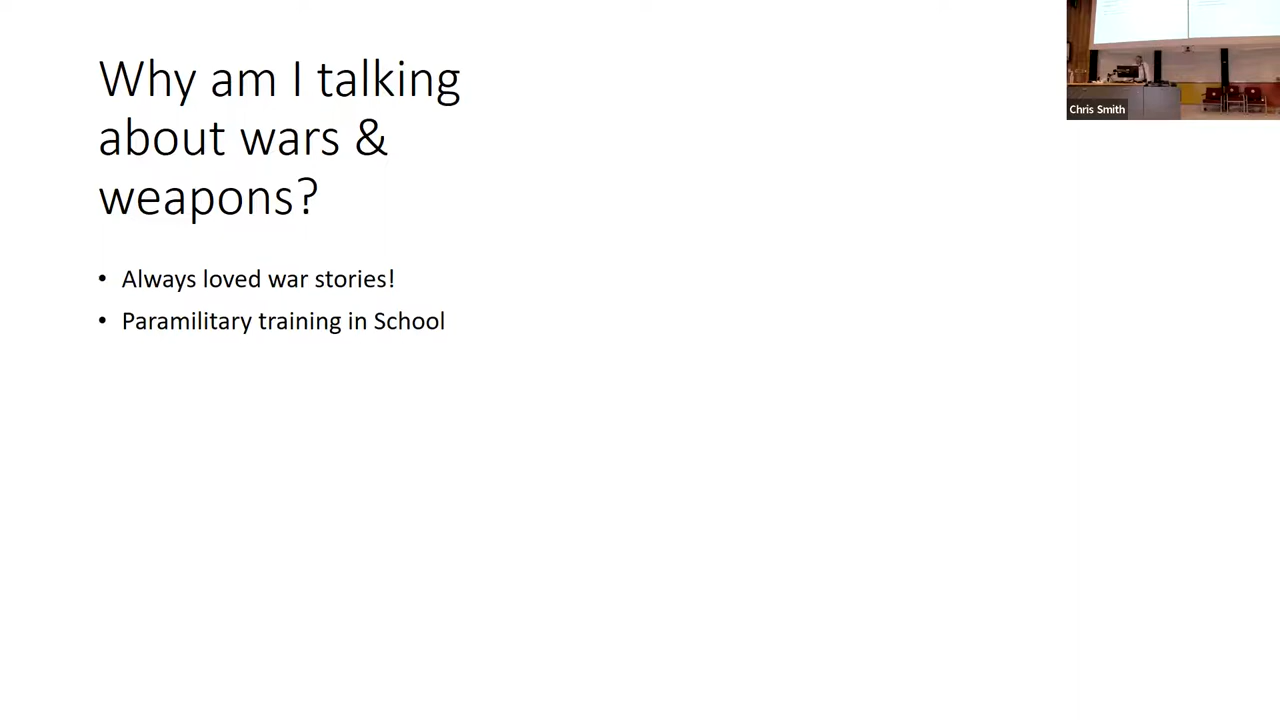 Why am I talking
about wars &
weapons?
• Always loved war stories!
• Paramilitary training in School
Chris Smith